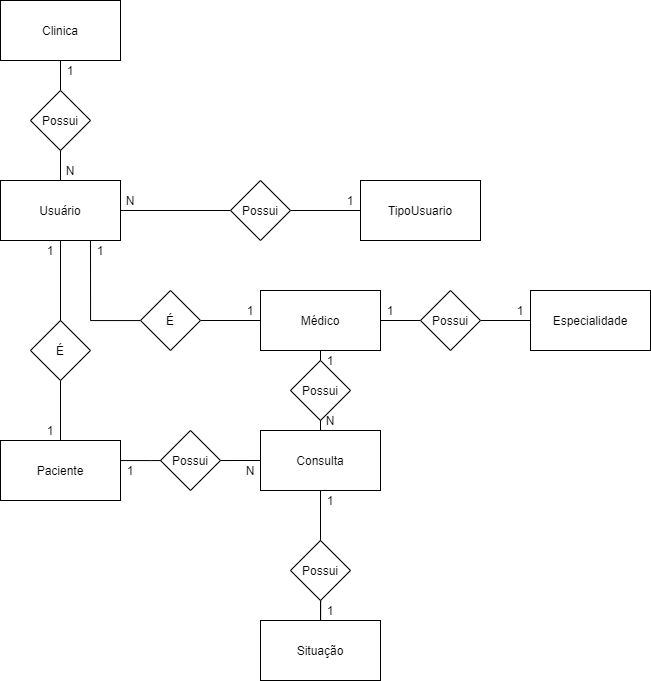 Clinica
1
Possui
N
Usuário
N
Possui
1
TipoUsuario
1
1
É
1
Médico
1
Possui
1
Especialidade
É
1
1
Possui
N
Paciente
1
Possui
N
Consulta
1
Possui
1
Situação